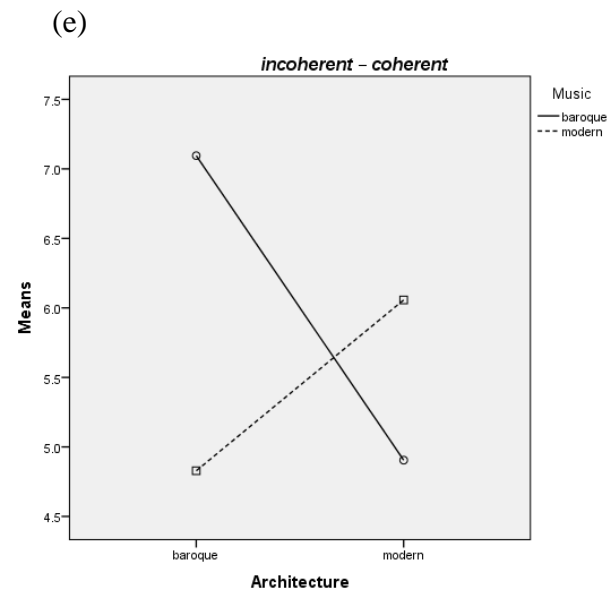 (e)
incoherent – coherent
Music
baroque
modern
7.5
7.0
6.5
6.0
5.5
5.0
4.5
Means
baroque
modern
Architecture